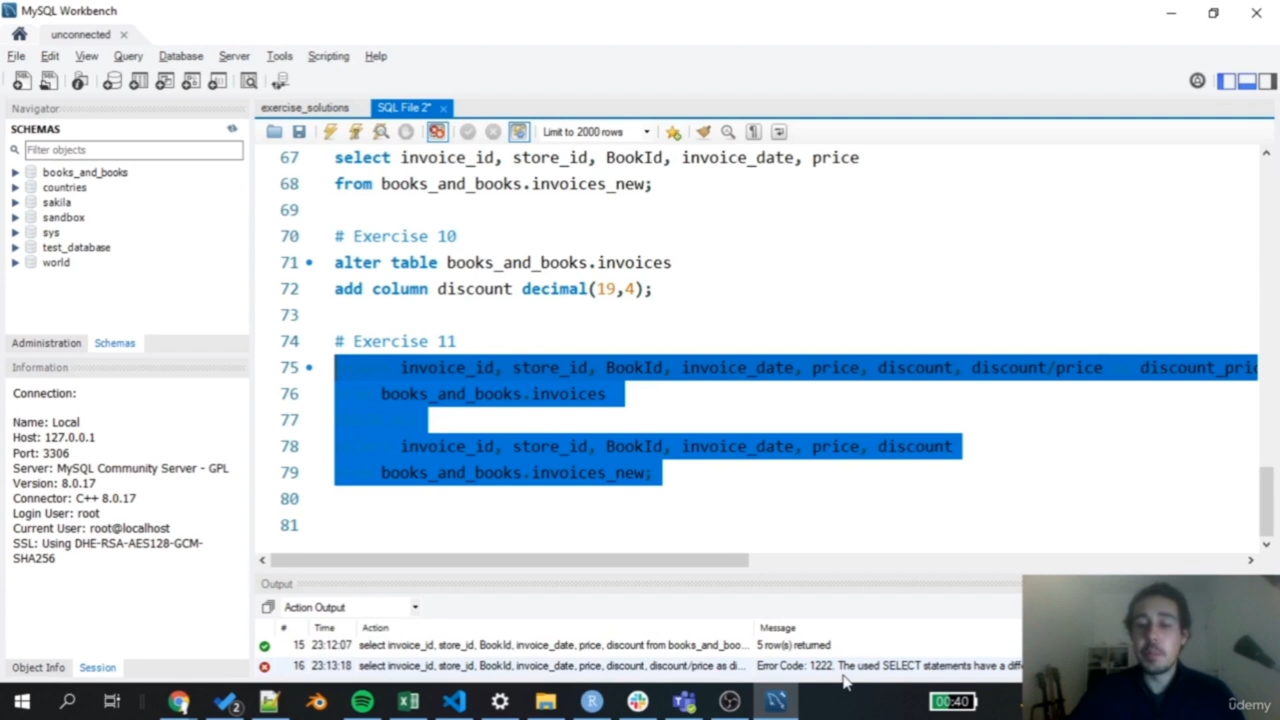 MySQL Workbench
unconnected
File Edit View Query Database Server Tools Scripting Help
Navigator
SCHEMAS
Filter objects
books_and_books
countries
sakila
sandbox
sys
test_database
world
Administration Schemas
Information
Connection:
Name: Local
Host: 127.0.0.1
Port: 3306
Server: MySQL Community Server - GPL
Version: 8.0.17
Connector: C++ 8.0.17
Login User: root
Current User: root@localhost
SSL: Using DHE-RSA-AES128-GCM-
SHA256
Object Info Session
exercise_solutions SQL File 2*
Limit to 2000 rows
67 select invoice_id, store_id, BookId, invoice_date, price
68 from books_and_books.invoices_new;
69
70 # Exercise 10
71 alter table books_and_books.invoices
72 add column discount decimal(19,4);
73
74 # Exercise 11
75 invoice_id, store_id, BookId, invoice_date, price, discount, discount/price discount_pric
76 books_and_books.invoices
77
78 invoice_id, store_id, BookId, invoice_date, price, discount
79 books_and_books.invoices_new;
80
81
Output
Action Output
# Time Action Message
15 23:12:07 select invoice_id, store_id, BookId, invoice_date, price, discount from books_and_boo... 5 row(s) returned
16 23:13:18 select invoice_id, store_id, BookId, invoice_date, price, discount, discount/price as di... Error Code: 1222. The used SELECT statements have a diff
2
00:40
ûdemy